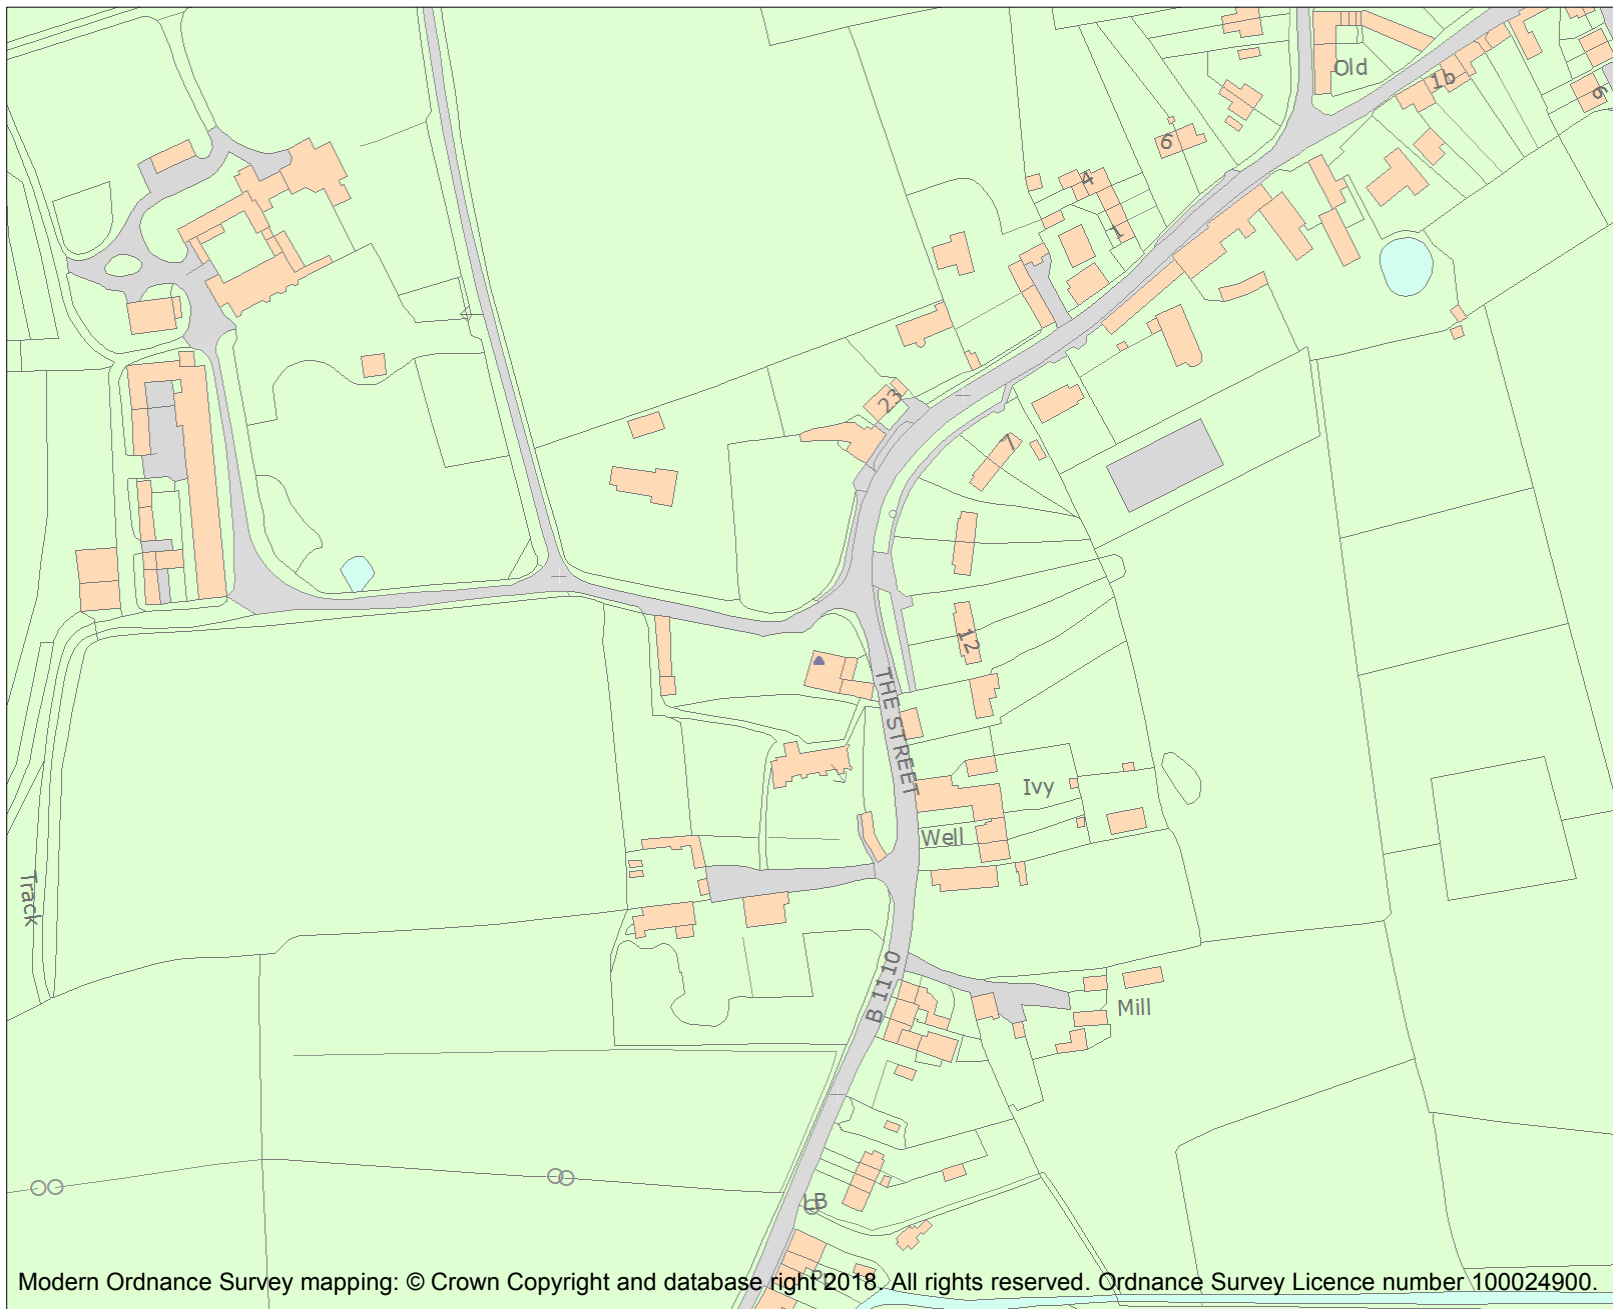 Old
1b
6
6
4
1
23
7
12
THE STREET
Ivy
Well
Track
B 1110
Mill
LB
Modern Ordnance Survey mapping: © Crown Copyright and database right 2018. All rights reserved. Ordnance Survey Licence number 100024900.